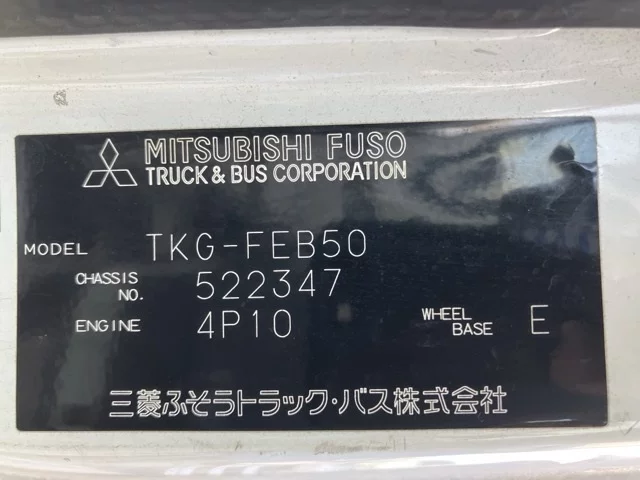 MITSUBISHI FUSO
TRUCK & BUS CORPORATION
MODEL TKG-FEB50
CHASSIS NO. 522347
ENGINE 4P10 WHEEL BASE E
三菱ふそうトラック・バス株式会社